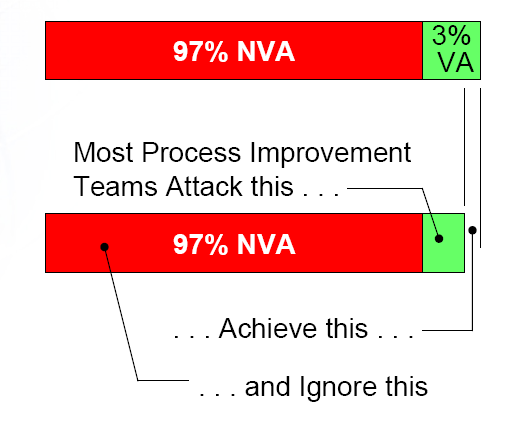 97% NVA
3%
VA
Most Process Improvement
Teams Attack this . . .
97% NVA
. . . Achieve this . . .
. . . and Ignore this